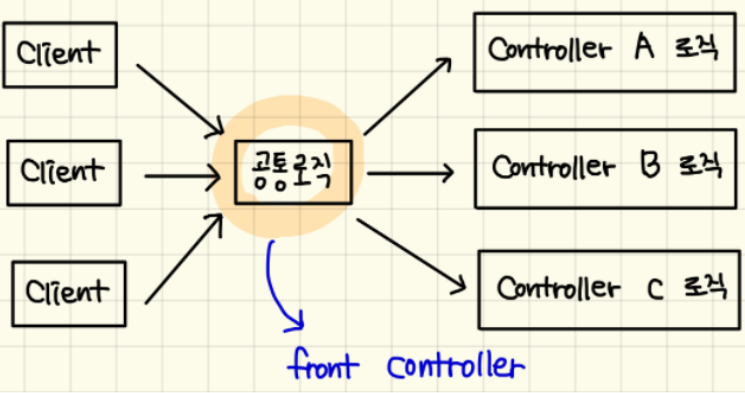 Client
Controller A 로직
Client
공통로직
Controller B 로직
Client
Controller C 로직
front controller